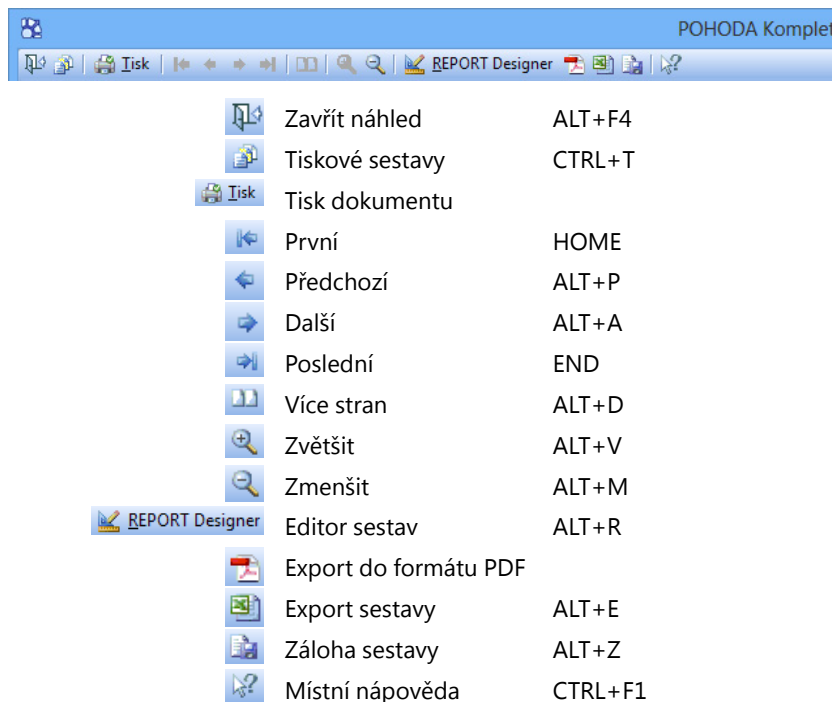 POHODA Komplet
Tisk REPORT Designer
Zavřít náhled ALT+F4
Tiskové sestavy CTRL+T
Tisk Tisk dokumentu
První HOME
Předchozí ALT+P
Další ALT+A
Poslední END
Více stran ALT+D
Zvětšit ALT+V
Zmenšit ALT+M
REPORT Designer Editor sestav ALT+R
Export do formátu PDF
Export sestavy ALT+E
Záloha sestavy ALT+Z
Místní nápověda CTRL+F1